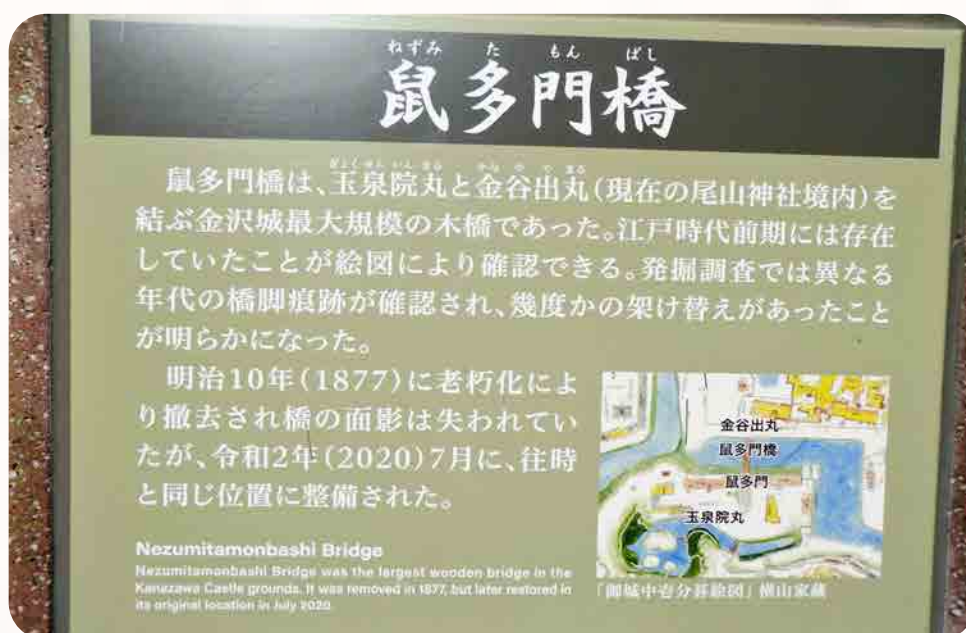 ねずみ た もん ばし
鼠多門橋
ぎょくせんいんまる かなやでまる
鼠多門橋は、玉泉院丸と金谷出丸(現在の尾山神社境内)を
結ぶ金沢城最大規模の木橋であった。江戸時代前期には存在
していたことが絵図により確認できる。発掘調査では異なる
年代の橋脚痕跡が確認され、幾度かの架け替えがあったこと
が明らかになった。
明治10年(1877)に老朽化によ
り撤去され橋の面影は失われてい
たが、令和2年(2020)7月に、往時
と同じ位置に整備された。
金谷出丸
鼠多門橋
鼠多門
玉泉院丸
「御城中壱分碁絵図」横山家蔵
Nezumitamonbashi Bridge
Nezumitamonbashi Bridge was the largest wooden bridge in the
Kanazawa Castle grounds. It was removed in 1877, but later restored in
its original location in July 2020.